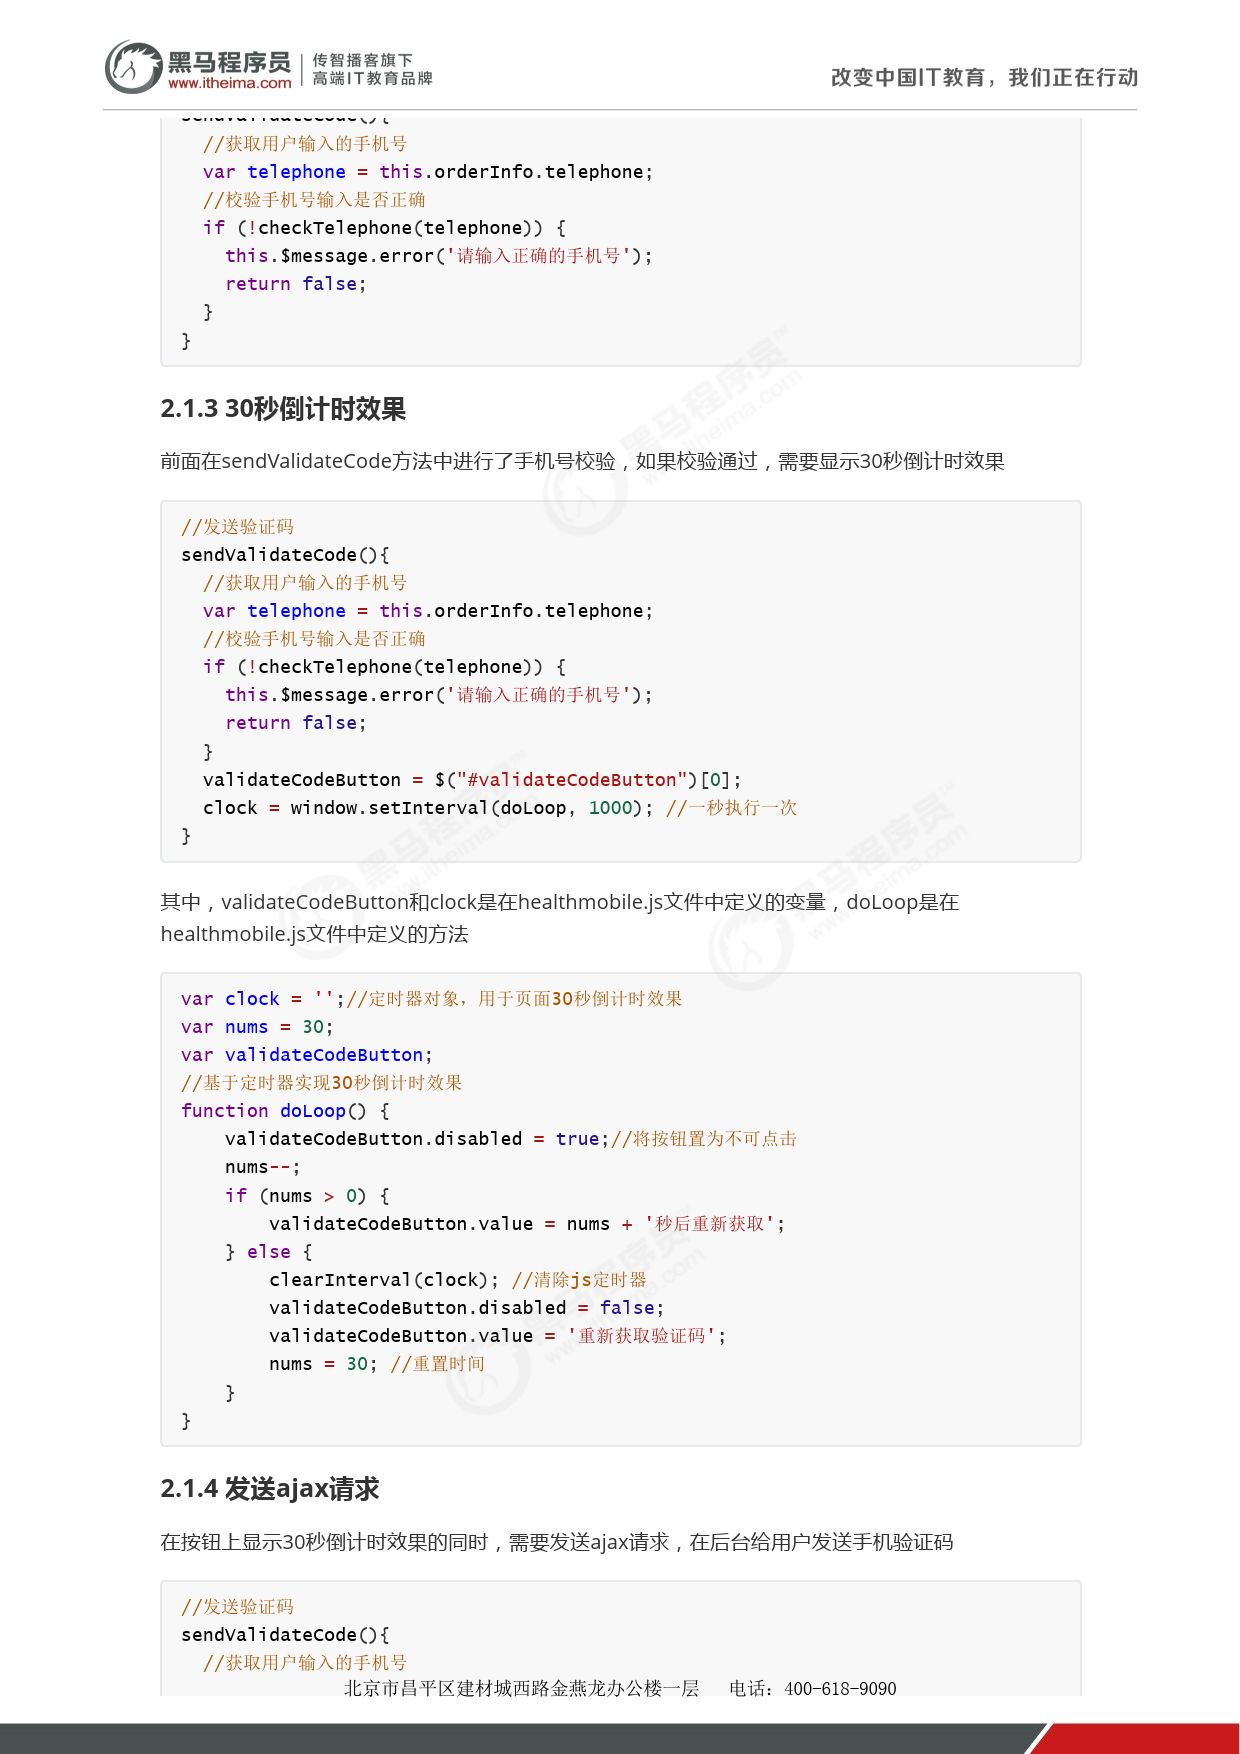 黑马程序员
www.itheima.com
传智播客旗下
高端IT教育品牌
改变中国IT教育，我们正在行动
sendValidateCode(){
  //获取用户输入的手机号
  var telephone = this.orderInfo.telephone;
  //校验手机号输入是否正确
  if (!checkTelephone(telephone)) {
    this.$message.error('请输入正确的手机号');
    return false;
  }
}
2.1.3 30秒倒计时效果
前面在sendValidateCode方法中进行了手机号校验，如果校验通过，需要显示30秒倒计时效果
//发送验证码
sendValidateCode(){
  //获取用户输入的手机号
  var telephone = this.orderInfo.telephone;
  //校验手机号输入是否正确
  if (!checkTelephone(telephone)) {
    this.$message.error('请输入正确的手机号');
    return false;
  }
  validateCodeButton = $("#validateCodeButton")[0];
  clock = window.setInterval(doLoop, 1000); //一秒执行一次
}
其中，validateCodeButton和clock是在healthmobile.js文件中定义的变量，doLoop是在
healthmobile.js文件中定义的方法
var clock = '';//定时器对象，用于页面30秒倒计时效果
var nums = 30;
var validateCodeButton;
//基于定时器实现30秒倒计时效果
function doLoop() {
    validateCodeButton.disabled = true;//将按钮置为不可点击
    nums--;
    if (nums > 0) {
        validateCodeButton.value = nums + '秒后重新获取';
    } else {
        clearInterval(clock); //清除js定时器
        validateCodeButton.disabled = false;
        validateCodeButton.value = '重新获取验证码';
        nums = 30; //重置时间
    }
}
2.1.4 发送ajax请求
在按钮上显示30秒倒计时效果的同时，需要发送ajax请求，在后台给用户发送手机验证码
//发送验证码
sendValidateCode(){
  //获取用户输入的手机号
北京市昌平区建材城西路金燕龙办公楼一层 电话：400-618-9090